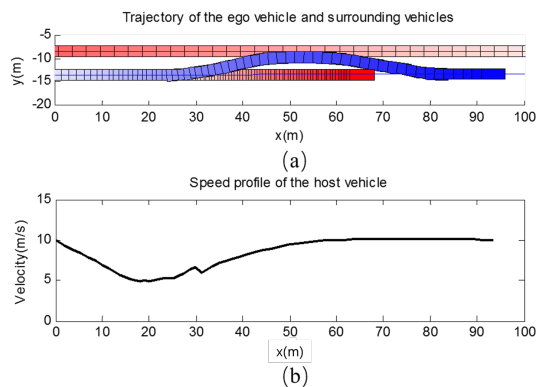 Trajectory of the ego vehicle and surrounding vehicles
-5
-10
-15
-20
y(m)
0 10 20 30 40 50 60 70 80 90 100
x(m)
(a)
Speed profile of the host vehicle
15
10
5
0
Velocity(m/s)
0 10 20 30 40 50 60 70 80 90 100
x(m)
(b)